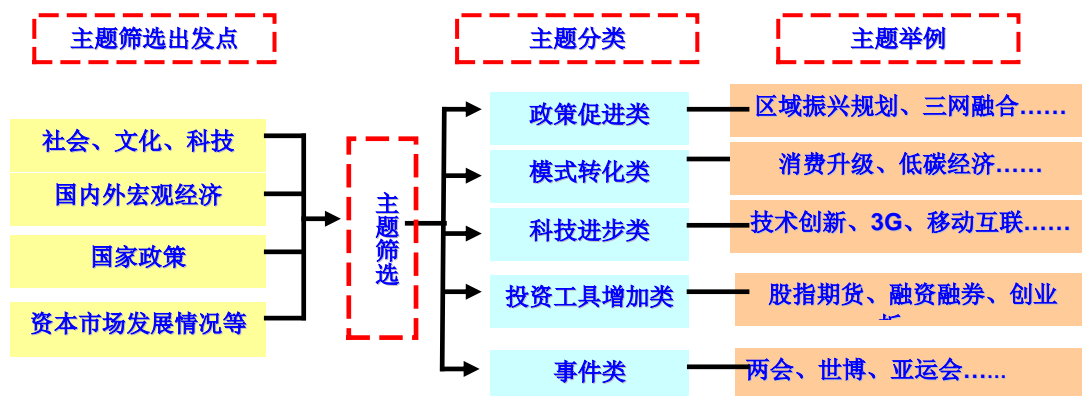 主题筛选出发点
主题分类
主题举例
社会、文化、科技
国内外宏观经济
国家政策
资本市场发展情况等
主题筛选
政策促进类
模式转化类
科技进步类
投资工具增加类
事件类
区域振兴规划、三网融合……
消费升级、低碳经济……
技术创新、3G、移动互联……
股指期货、融资融券、创业
两会、世博、亚运会……